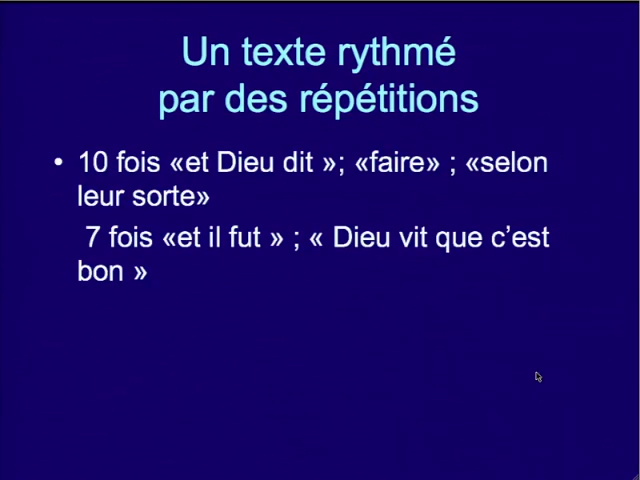 Un texte rythmé
par des répétitions
• 10 fois «et Dieu dit »; «faire» ; «selon
leur sorte»
7 fois «et il fut » ; « Dieu vit que c’est
bon »